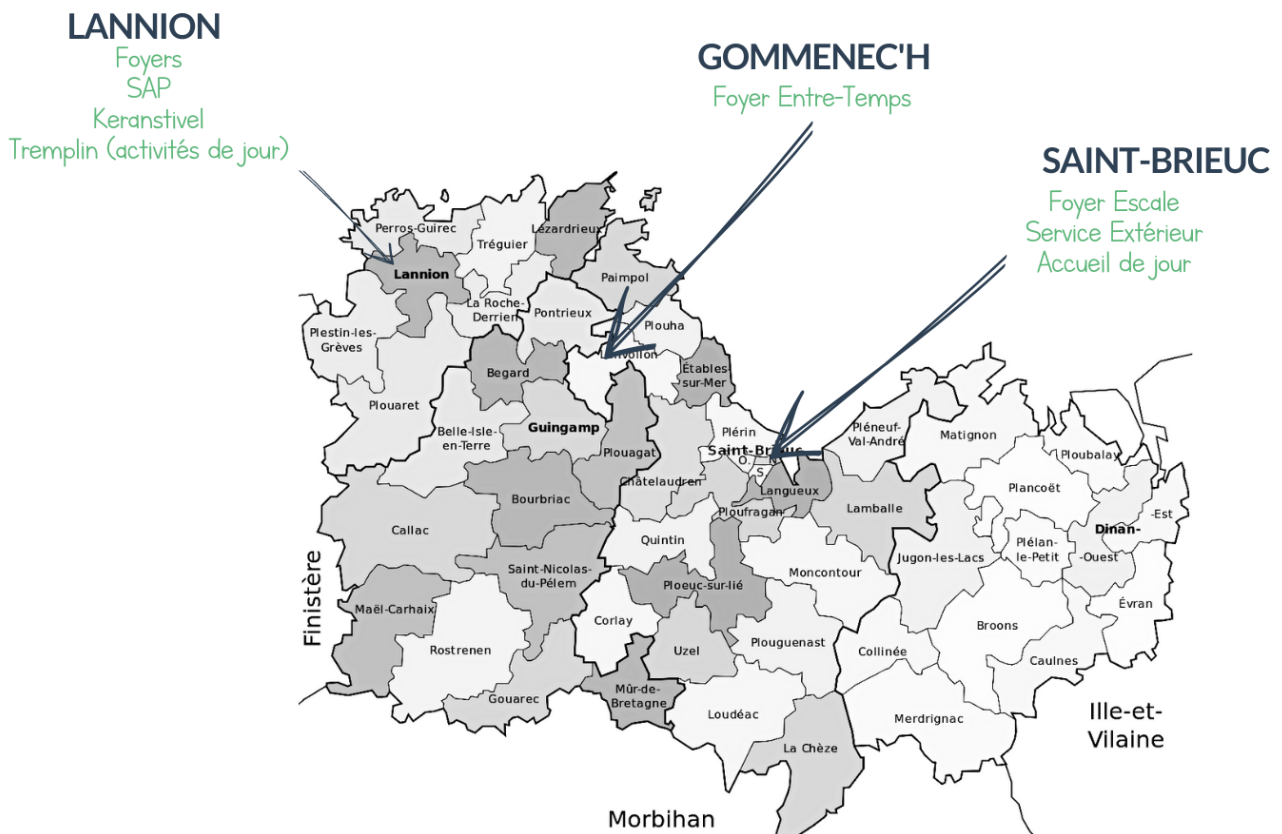 LANNION
Foyers
SAP
Keranstivel
Tremplin (activités de jour)
GOMMENEC'H
Foyer Entre-Temps
SAINT-BRIEUC
Foyer Escale
Service Extérieur
Accueil de jour
Perros-Guirec
Tréguier
Lézardrieux
Lannion
Paimpol
La Roche-
Derrien
Pontrieux
Plouha
Plestin-les-
Grèves
Begard
Étables
sur-Mer
Plouaret
Belle-Isle-
en-Terre
Guingamp
Plérin
Pléneuf-
Val-André
Matignon
Ploubalay
Plouagat
Saint-Brieuc
O.
N
S.
Châtelaudren
Langueux
Plancoët
Bourbriac
Ploufragan
Lamballe
-Est
Callac
Quintin
Dinan-
Plélan-
le-Petit
-Ouest
Jugon-les-Lacs
Saint-Nicolas-
du-Pélem
Moncontour
Ploeuc-sur-lié
Maël-Carhaix
Évran
Corlay
Broons
Rostrenen
Uzel
Plouguenast
Collinée
Caulnes
Gouarec
Mûr-de-
Bretagne
Loudéac
Merdrignac
La Chèze
Finistère
Ille-et-
Vilaine
Morbihan